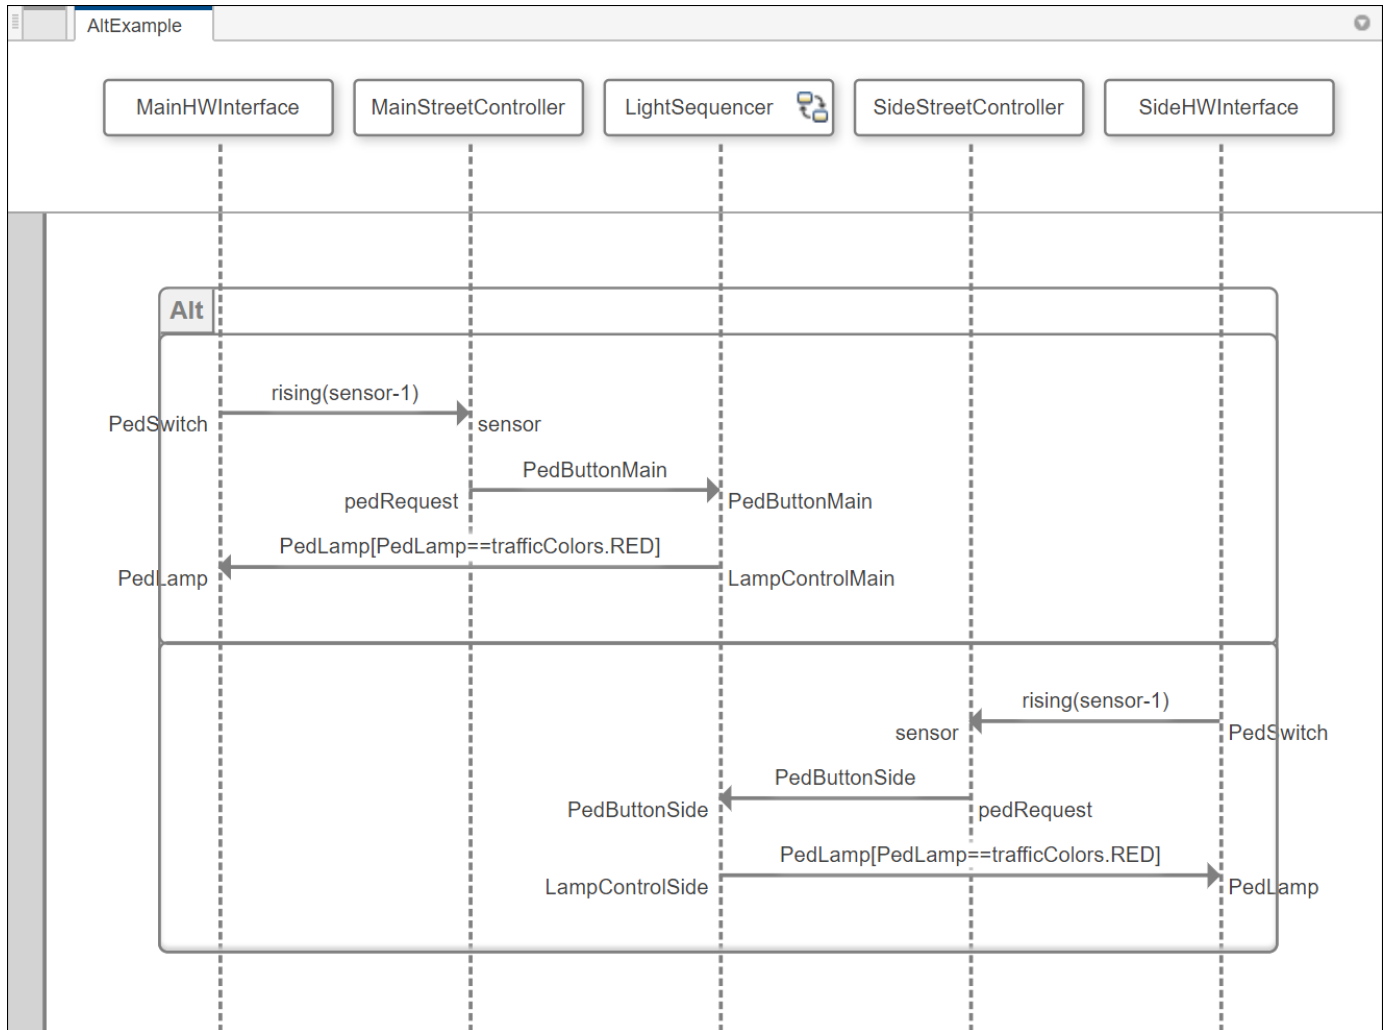 AltExample
MainHWInterface
MainStreetController
LightSequencer
SideStreetController
SideHWInterface
Alt
rising(sensor-1)
PedSwitch
sensor
PedButtonMain
pedRequest
PedButtonMain
PedLamp[PedLamp==trafficColors.RED]
PedLamp
LampControlMain
rising(sensor-1)
sensor
PedSwitch
PedButtonSide
PedButtonSide
pedRequest
PedLamp[PedLamp==trafficColors.RED]
LampControlSide
PedLamp